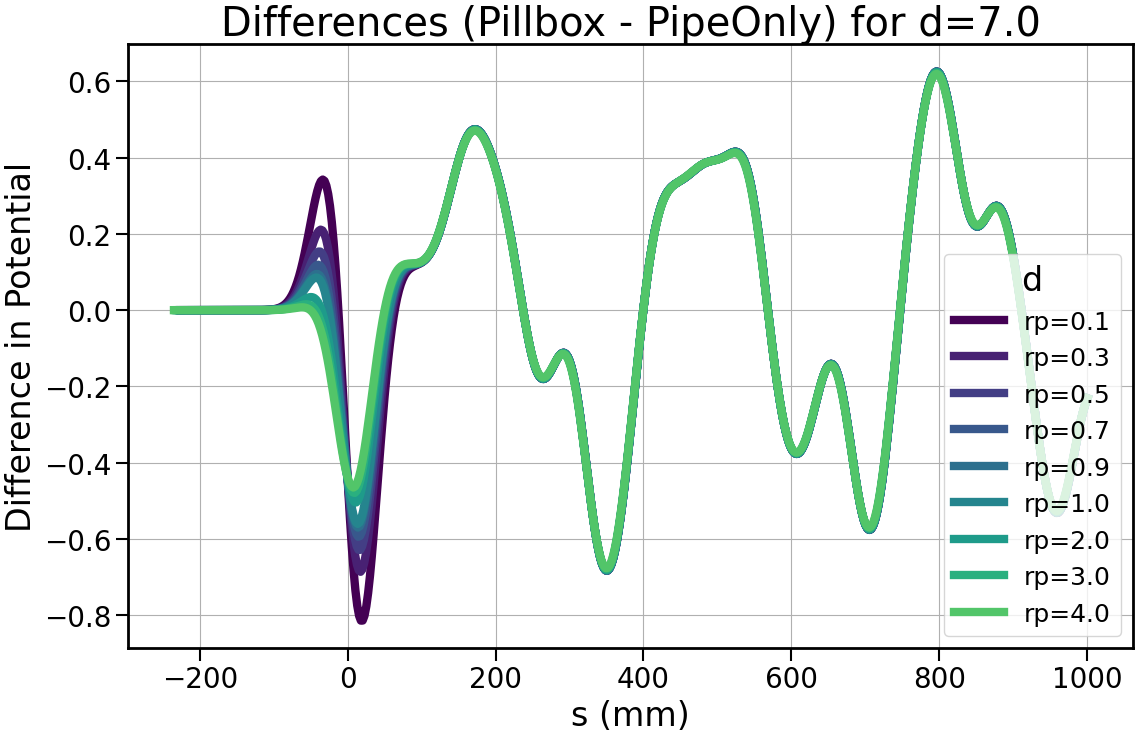 Differences (Pillbox - PipeOnly) for d=7.0
Difference in Potential
0.6
0.4
0.2
0.0
−0.2
−0.4
−0.6
−0.8
−200
0
200
400
600
800
1000
s (mm)
d
rp=0.1
rp=0.3
rp=0.5
rp=0.7
rp=0.9
rp=1.0
rp=2.0
rp=3.0
rp=4.0